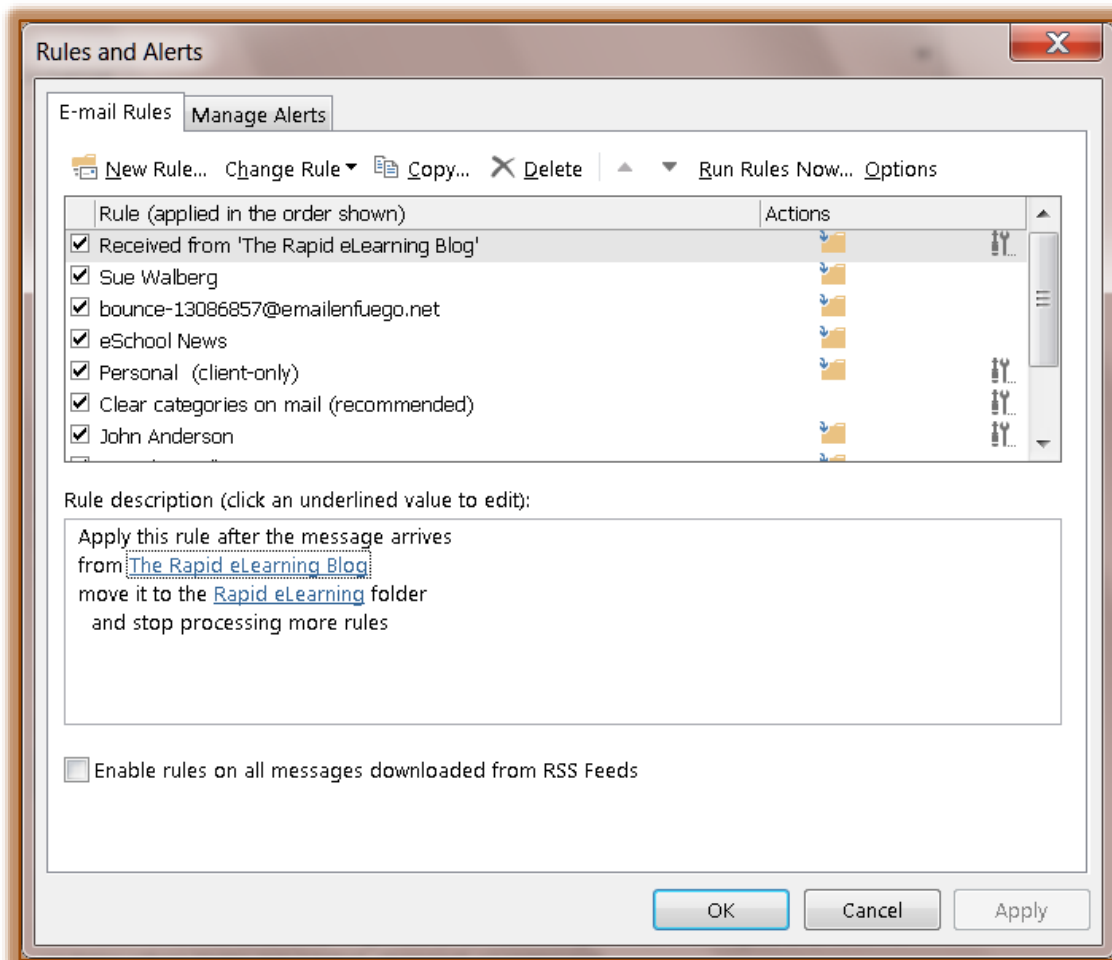 Rules and Alerts
E-mail Rules
Manage Alerts
New Rule... Change Rule Copy... Delete Run Rules Now... Options
Rule (applied in the order shown) Actions
Received from 'The Rapid eLearning Blog'
Sue Walberg
bounce-13086857@emailenfuego.net
eSchool News
Personal (client-only)
Clear categories on mail (recommended)
John Anderson
Rule description (click an underlined value to edit):
Apply this rule after the message arrives
from The Rapid eLearning Blog
move it to the Rapid eLearning folder
and stop processing more rules
Enable rules on all messages downloaded from RSS Feeds
OK Cancel Apply